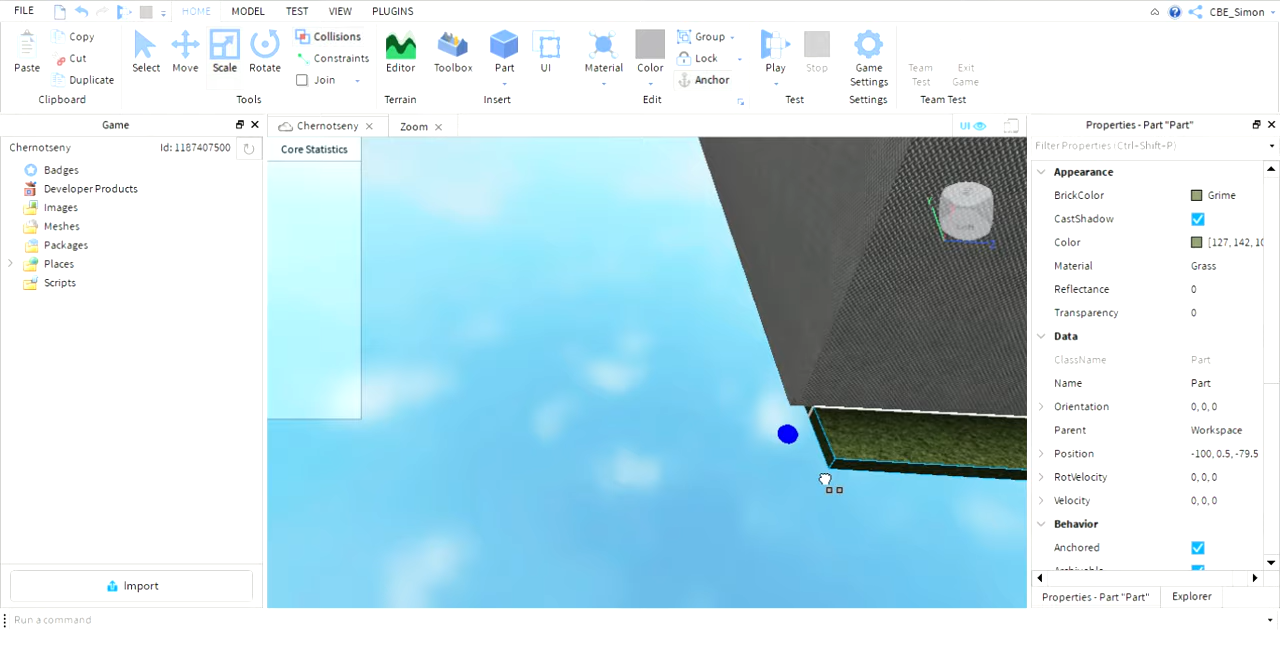 FILE HOME MODEL TEST VIEW PLUGINS CBE_Simon
Paste Copy Cut Duplicate Select Move Scale Rotate Collisions Constraints Join Editor Toolbox Part UI Material Color Group Lock Anchor Play Stop Game Settings Team Test Exit Game
Clipboard Tools Terrain Insert Edit Test Settings Team Test
Game
Chernotseny Id: 1187407500
Badges
Developer Products
Images
Meshes
Packages
Places
Scripts
Import
Chernotseny Zoom UI
Core Statistics
Properties - Part "Part"
Filter Properties (Ctrl-Shift-P)
Appearance
BrickColor Grime
CastShadow
Color [127, 142, 10
Material Grass
Reflectance 0
Transparency 0
Data
ClassName Part
Name Part
Orientation 0, 0, 0
Parent Workspace
Position -100, 0.5, -79.5
RotVelocity 0, 0, 0
Velocity 0, 0, 0
Behavior
Anchored
Properties - Part "Part" Explorer
Run a command